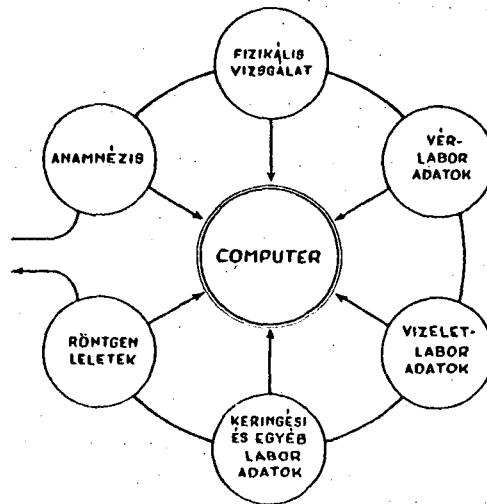 FIZIKÁLIS
VIZSGÁLAT
ANAMNÉZIS
VÉR-
LABOR
ADATOK
COMPUTER
RÖNTGEN
LELETEK
VIZELET-
LABOR
ADATOK
KERINGÉSI
ÉS EGYÉB
LABOR
ADATOK